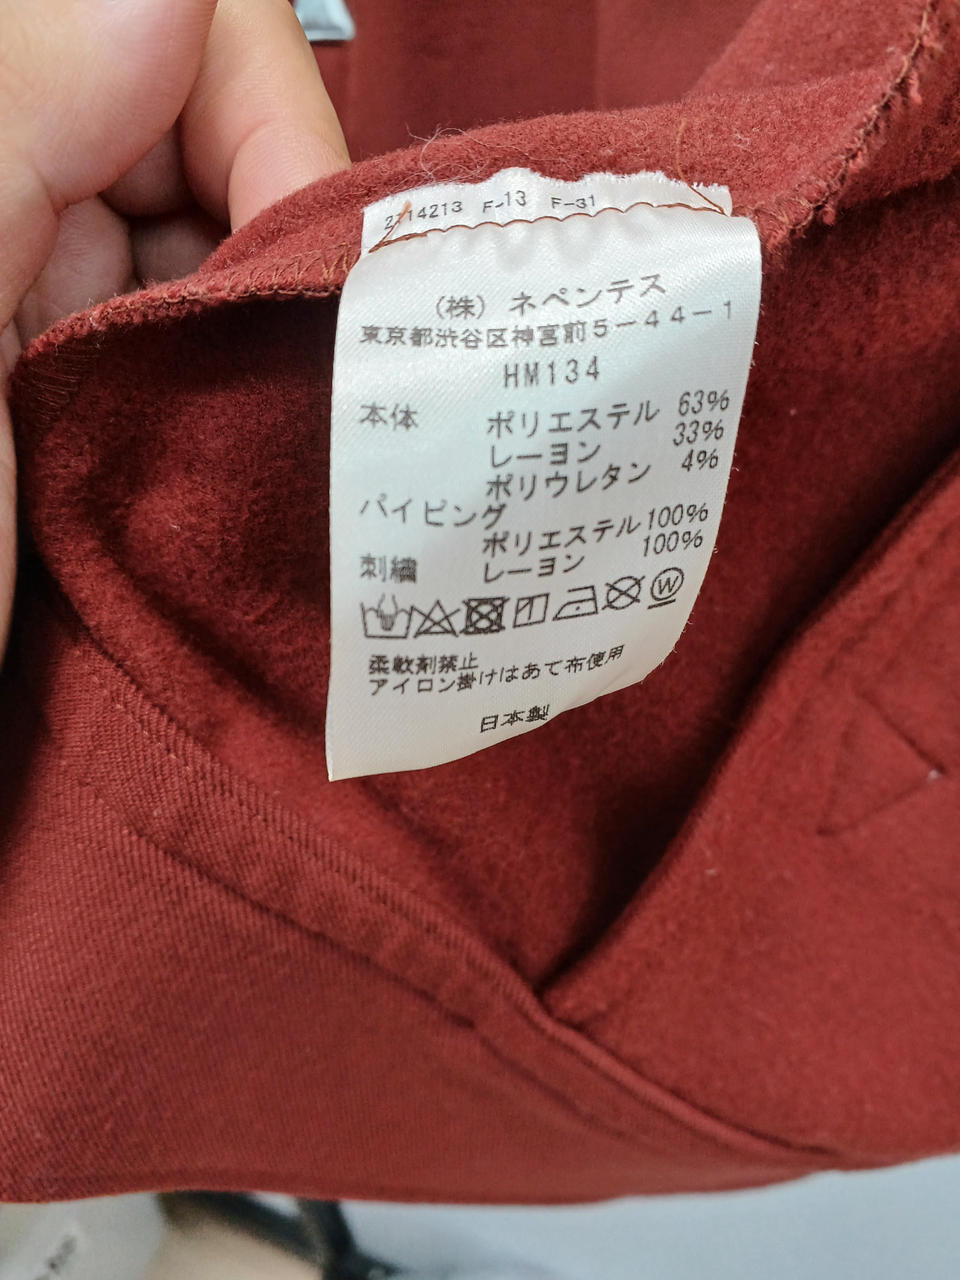 2714213 F-13 F-31
(株) ネペンテス
東京都渋谷区神宮前5-44-1
HM134
本体 ポリエステル 63%
レーヨン 33%
ポリウレタン 4%
パイピング
ポリエステル 100%
刺繍 レーヨン 100%
W
柔軟剤禁止
アイロン掛けはあて布使用
日本製